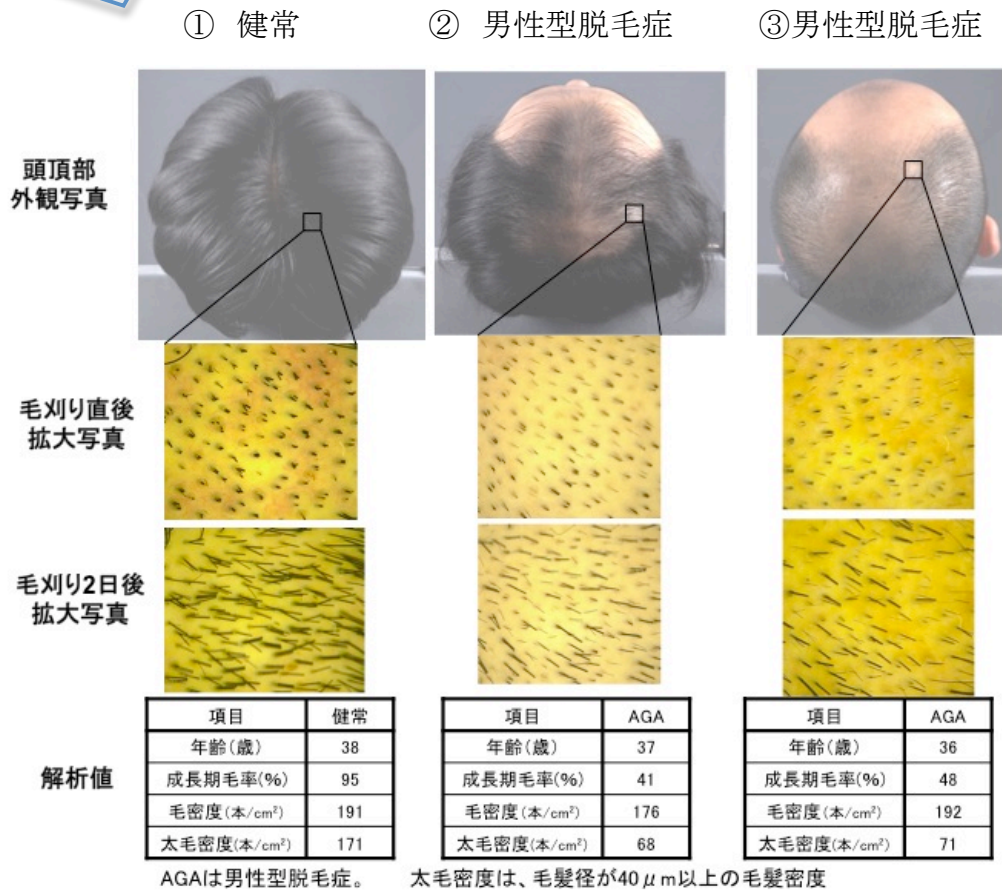 ① 健常
② 男性型脱毛症
③男性型脱毛症
頭頂部
外観写真
毛刈り直後
拡大写真
毛刈り2日後
拡大写真
解析値
項目 健常
年齢(歳) 38
成長期毛率(%) 95
毛密度(本/cm²) 191
太毛密度(本/cm²) 171
項目 AGA
年齢(歳) 37
成長期毛率(%) 41
毛密度(本/cm²) 176
太毛密度(本/cm²) 68
項目 AGA
年齢(歳) 36
成長期毛率(%) 48
毛密度(本/cm²) 192
太毛密度(本/cm²) 71
AGAは男性型脱毛症。 太毛密度は、毛髪径が40μm以上の毛髪密度